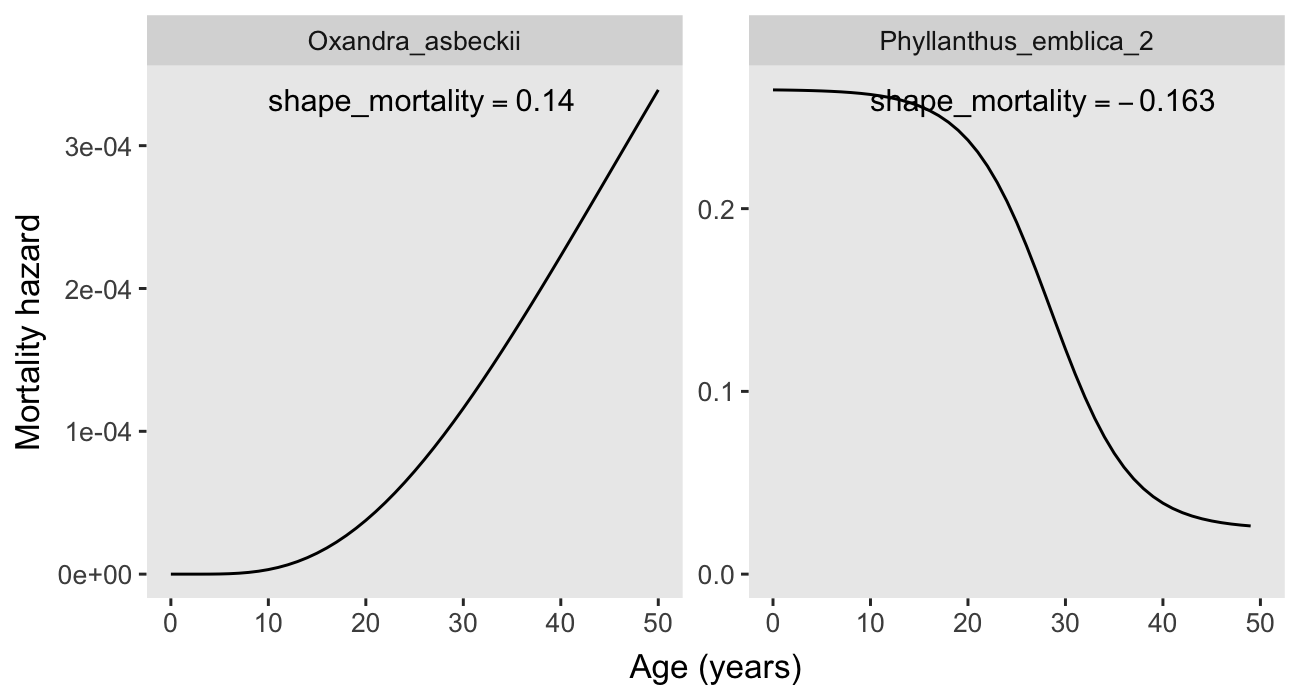 Oxandra_asbeckii
Phyllanthus_emblica_2
shape_mortality = 0.14
shape_mortality = − 0.163
Mortality hazard
3e-04
2e-04
1e-04
0e+00
0.2
0.1
0.0
0 10 20 30 40 50
0 10 20 30 40 50
Age (years)